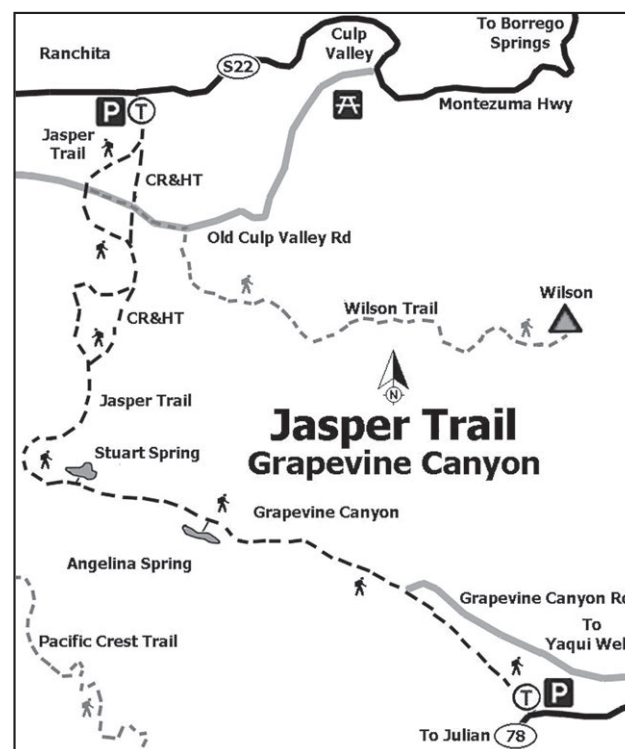 To Borrego
Springs
Culp
Valley
Ranchita
S22
Montezuma Hwy
P
T
Jasper
Trail
CR&HT
Old Culp Valley Rd
Wilson
Wilson Trail
CR&HT
N
Jasper Trail
Jasper Trail
Grapevine Canyon
Stuart Spring
Grapevine Canyon
Angelina Spring
Grapevine Canyon Rd
To
Yaqui Well
Pacific Crest Trail
T
P
To Julian
78